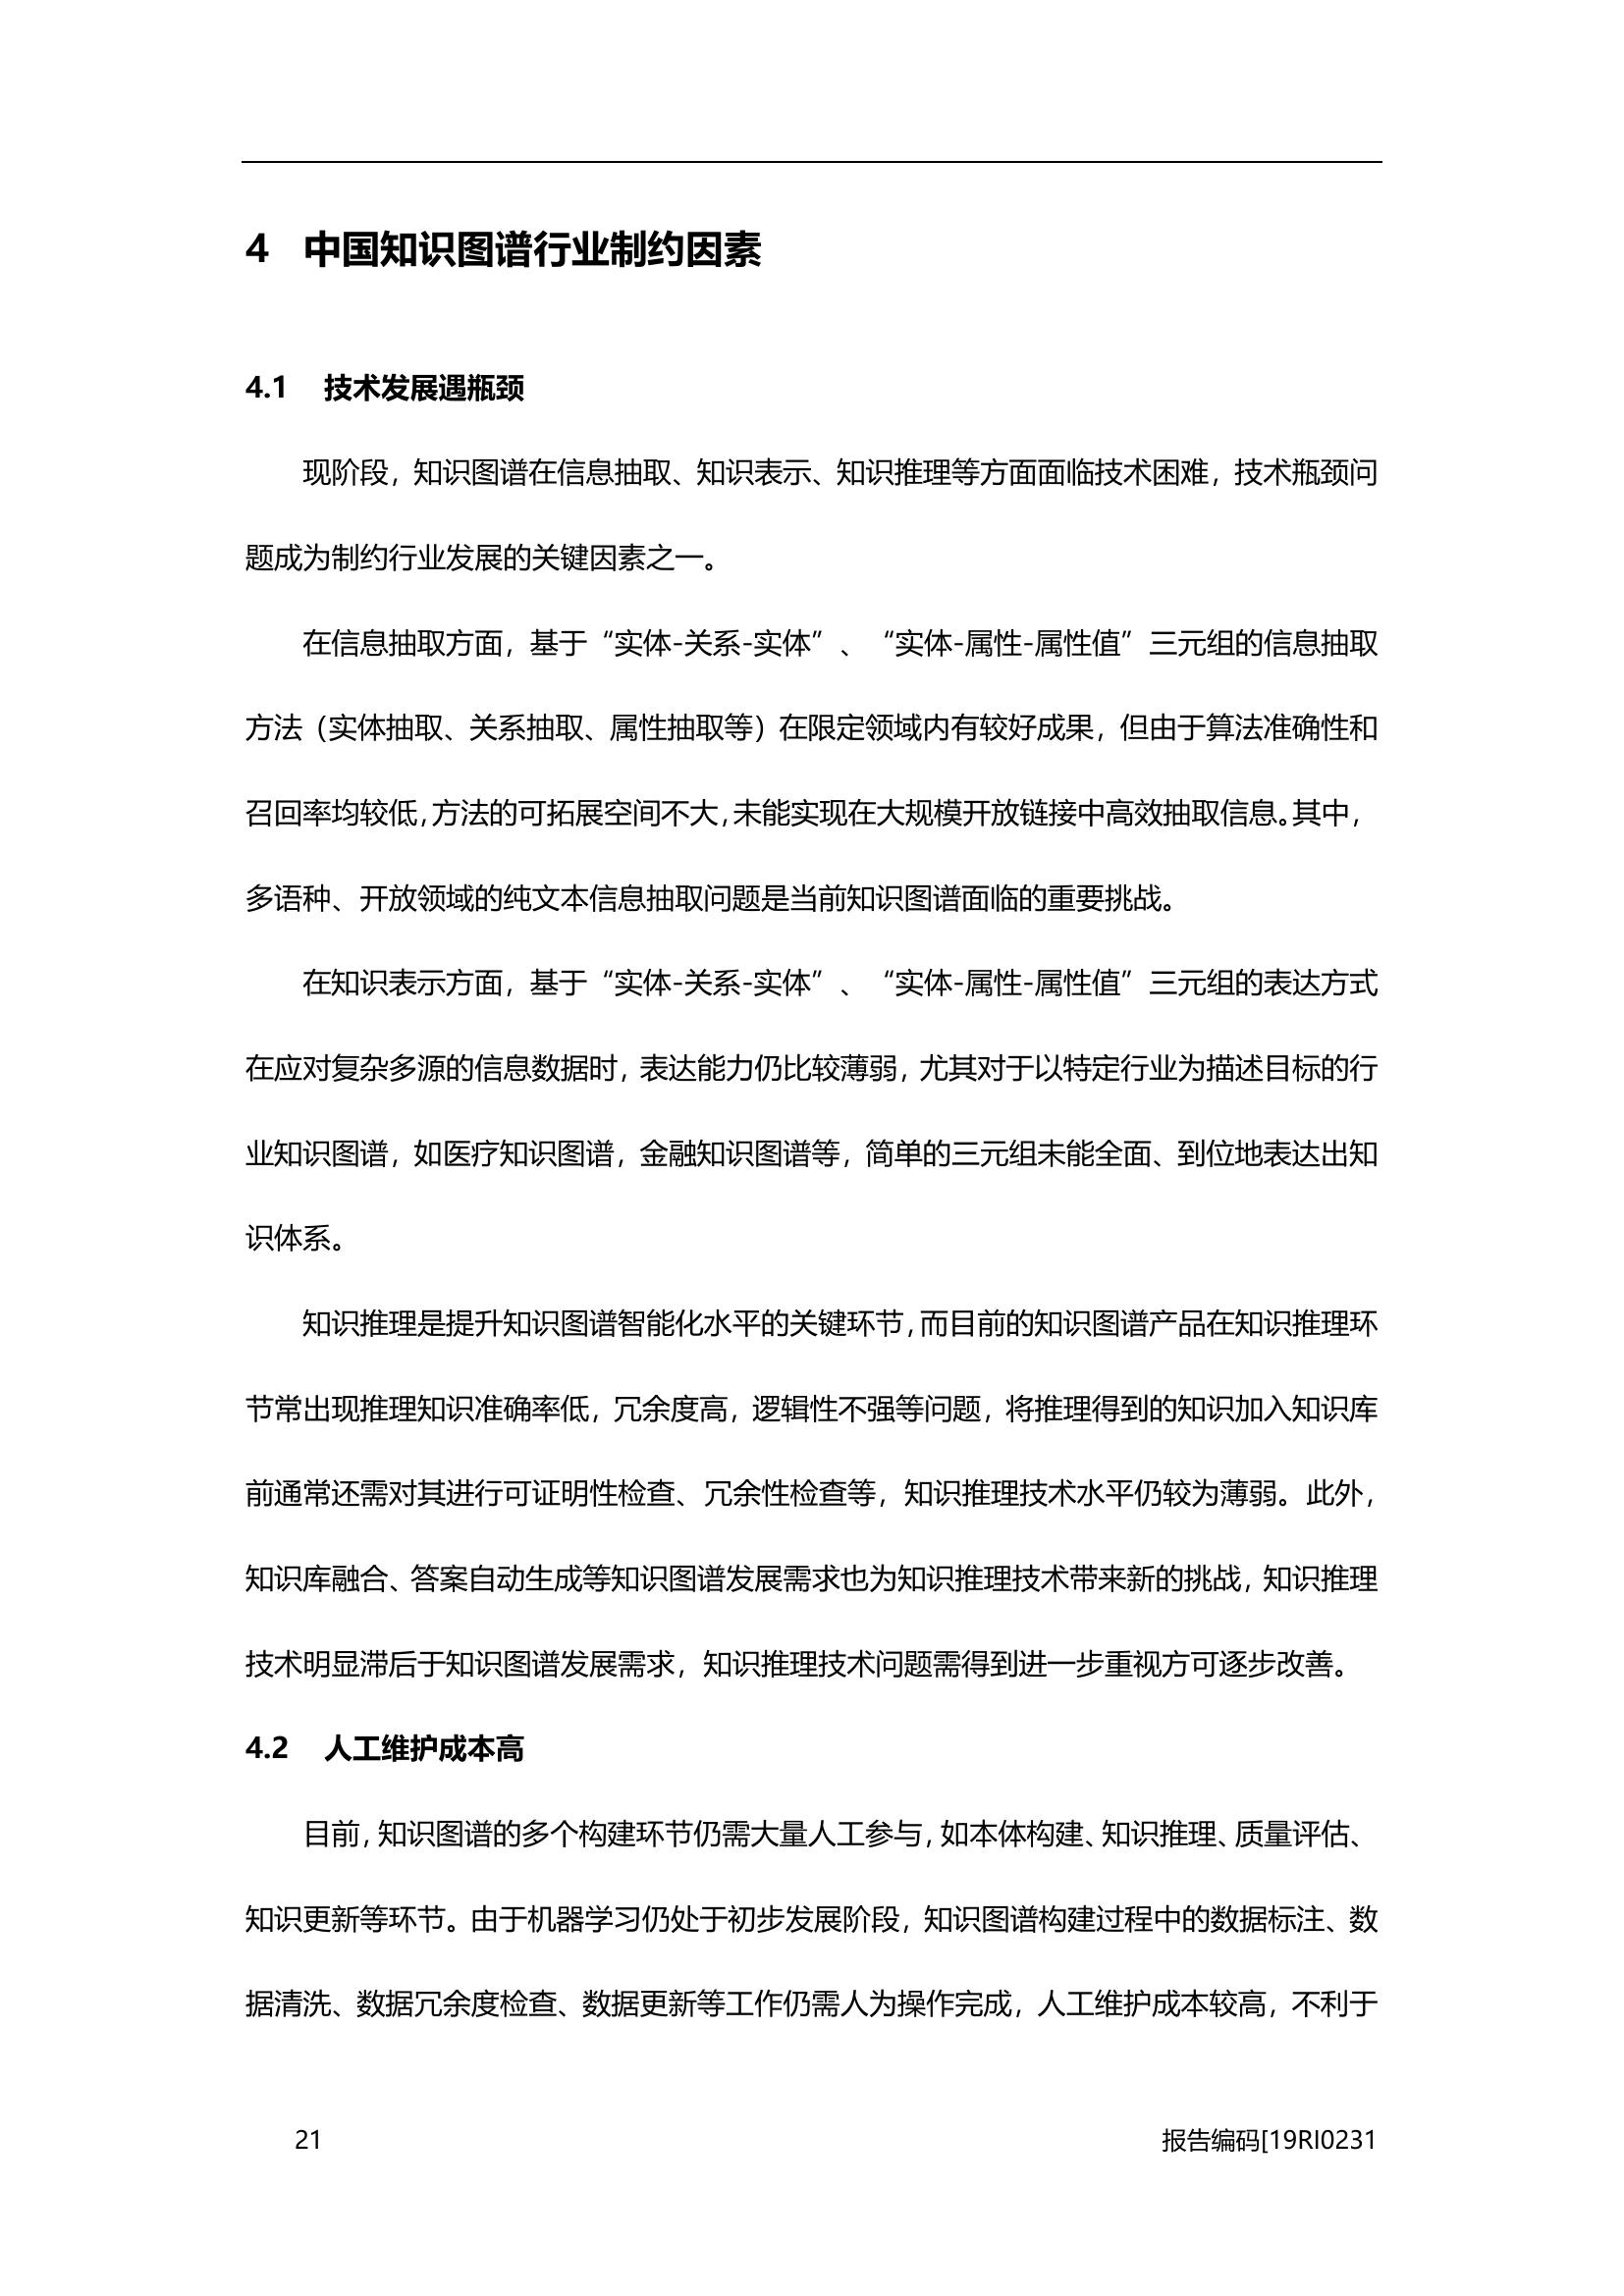 4 中国知识图谱行业制约因素
4.1 技术发展遇瓶颈
现阶段，知识图谱在信息抽取、知识表示、知识推理等方面面临技术困难，技术瓶颈问
题成为制约行业发展的关键因素之一。
在信息抽取方面，基于“实体-关系-实体”、“实体-属性-属性值”三元组的信息抽取
方法（实体抽取、关系抽取、属性抽取等）在限定领域内有较好成果，但由于算法准确性和
召回率均较低，方法的可拓展空间不大，未能实现在大规模开放链接中高效抽取信息。其中，
多语种、开放领域的纯文本信息抽取问题是当前知识图谱面临的重要挑战。
在知识表示方面，基于“实体-关系-实体”、“实体-属性-属性值”三元组的表达方式
在应对复杂多源的信息数据时，表达能力仍比较薄弱，尤其对于以特定行业为描述目标的行
业知识图谱，如医疗知识图谱，金融知识图谱等，简单的三元组未能全面、到位地表达出知
识体系。
知识推理是提升知识图谱智能化水平的关键环节，而目前的知识图谱产品在知识推理环
节常出现推理知识准确率低，冗余度高，逻辑性不强等问题，将推理得到的知识加入知识库
前通常还需对其进行可证明性检查、冗余性检查等，知识推理技术水平仍较为薄弱。此外，
知识库融合、答案自动生成等知识图谱发展需求也为知识推理技术带来新的挑战，知识推理
技术明显滞后于知识图谱发展需求，知识推理技术问题需得到进一步重视方可逐步改善。
4.2 人工维护成本高
目前，知识图谱的多个构建环节仍需大量人工参与，如本体构建、知识推理、质量评估、
知识更新等环节。由于机器学习仍处于初步发展阶段，知识图谱构建过程中的数据标注、数
据清洗、数据冗余度检查、数据更新等工作仍需人为操作完成，人工维护成本较高，不利于
21 报告编码[19RI0231